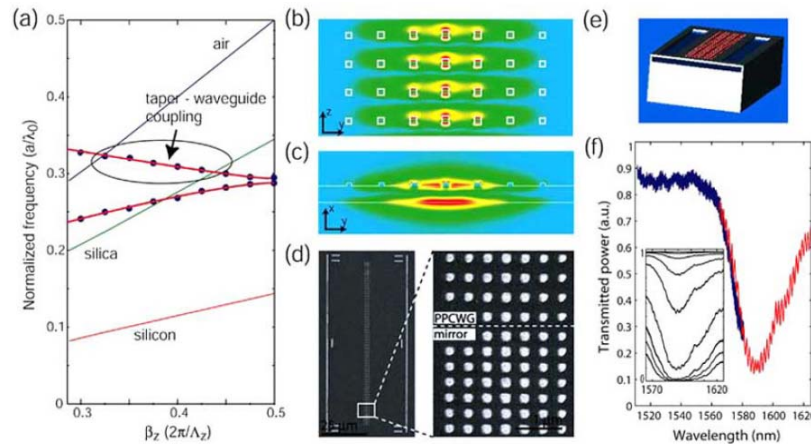 (a)
Normalized frequency (a/λ₀)
0.5
0.4
0.3
0.2
0.1
0
air
taper - waveguide
coupling
silica
silicon
0.3
0.4
0.5
βz (2π/Λz)
(b)
z
y
(c)
x
y
(d)
PPCWG
mirror
(e)
(f)
Transmitted power (a.u.)
0.9
0.8
0.7
0.6
0.5
0.4
0.3
0.2
0.1
0
1
0
1570
1620
1520
1540
1560
1580
1600
1620
Wavelength (nm)